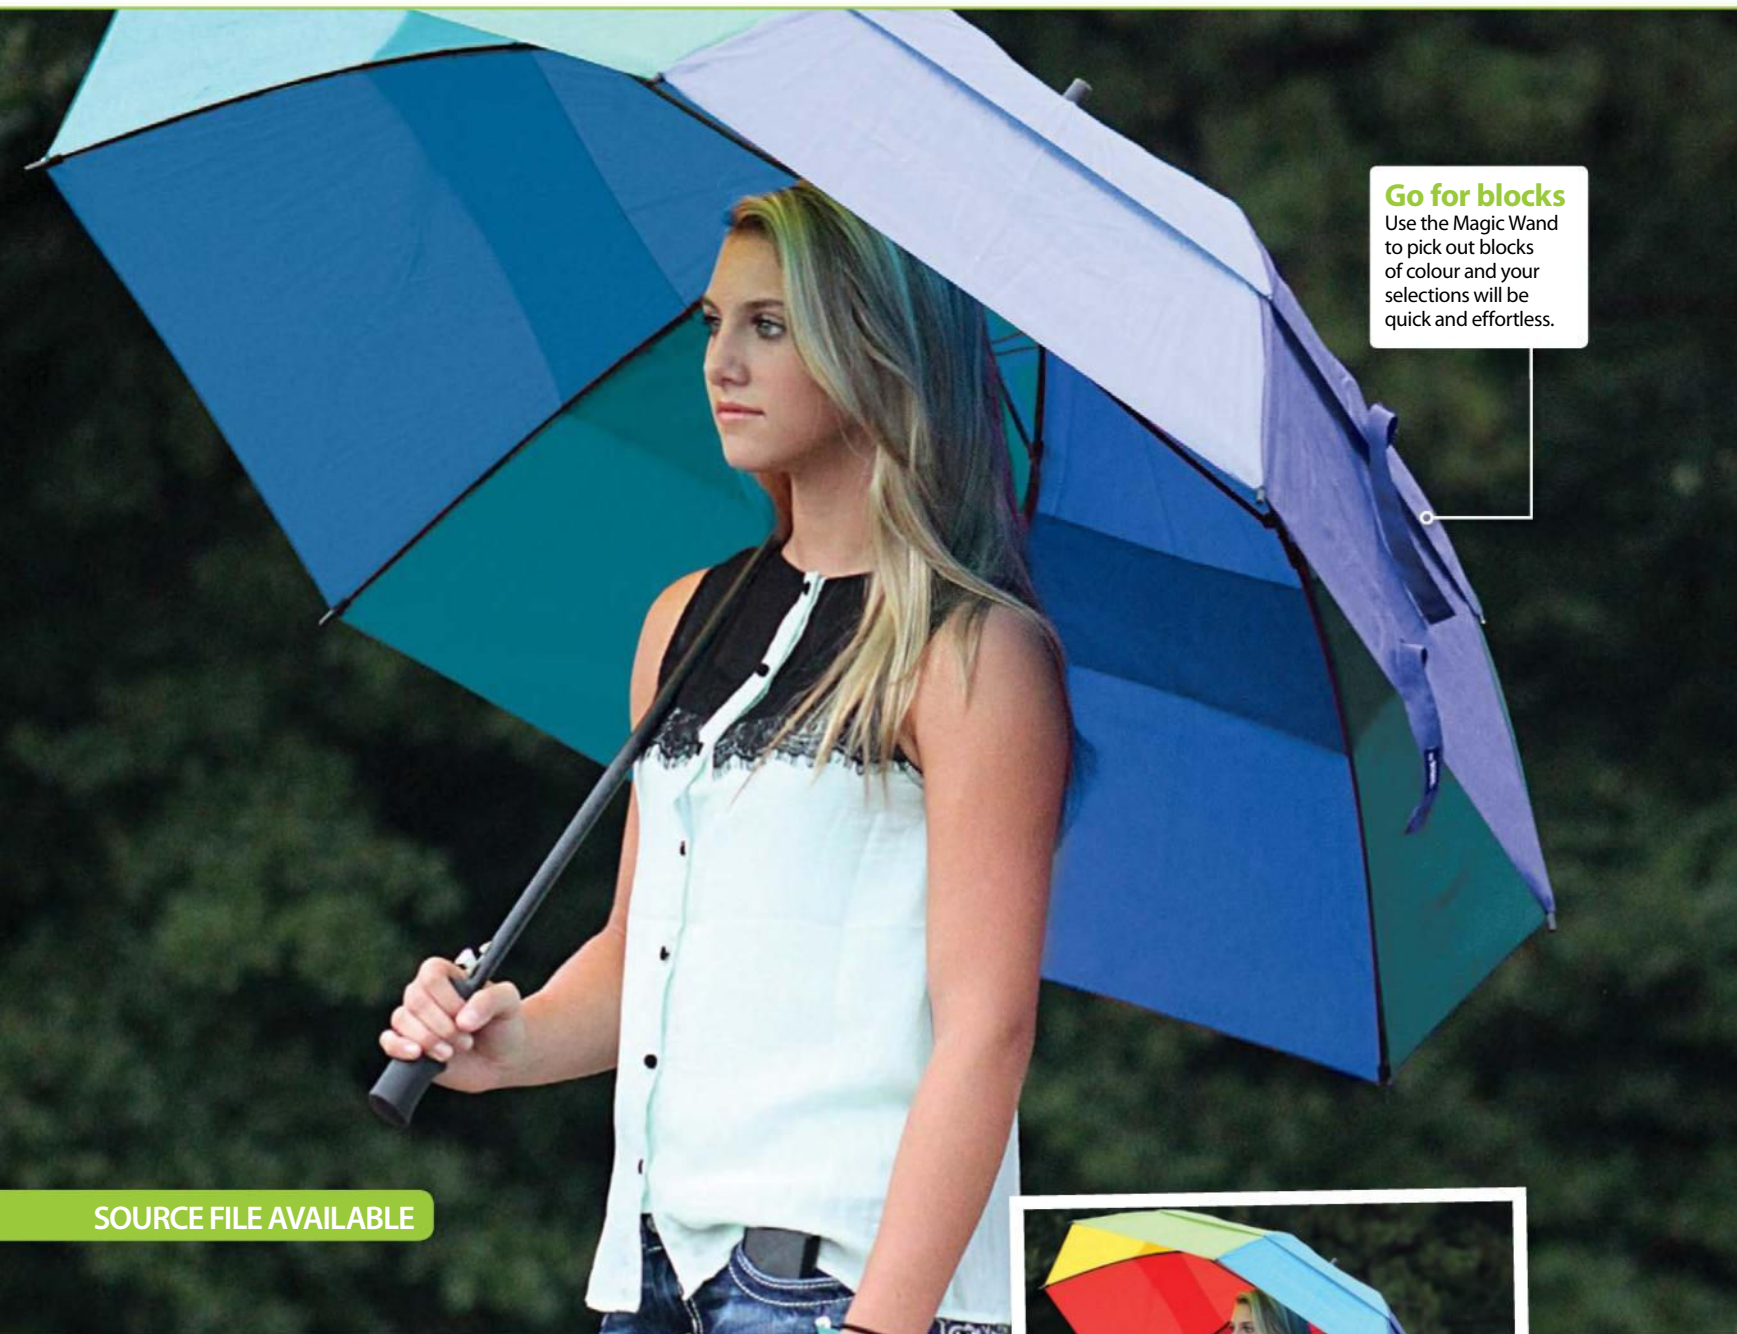 Go for blocks
Use the Magic Wand
to pick out blocks
of colour and your
selections will be
quick and effortless.
SOURCE FILE AVAILABLE